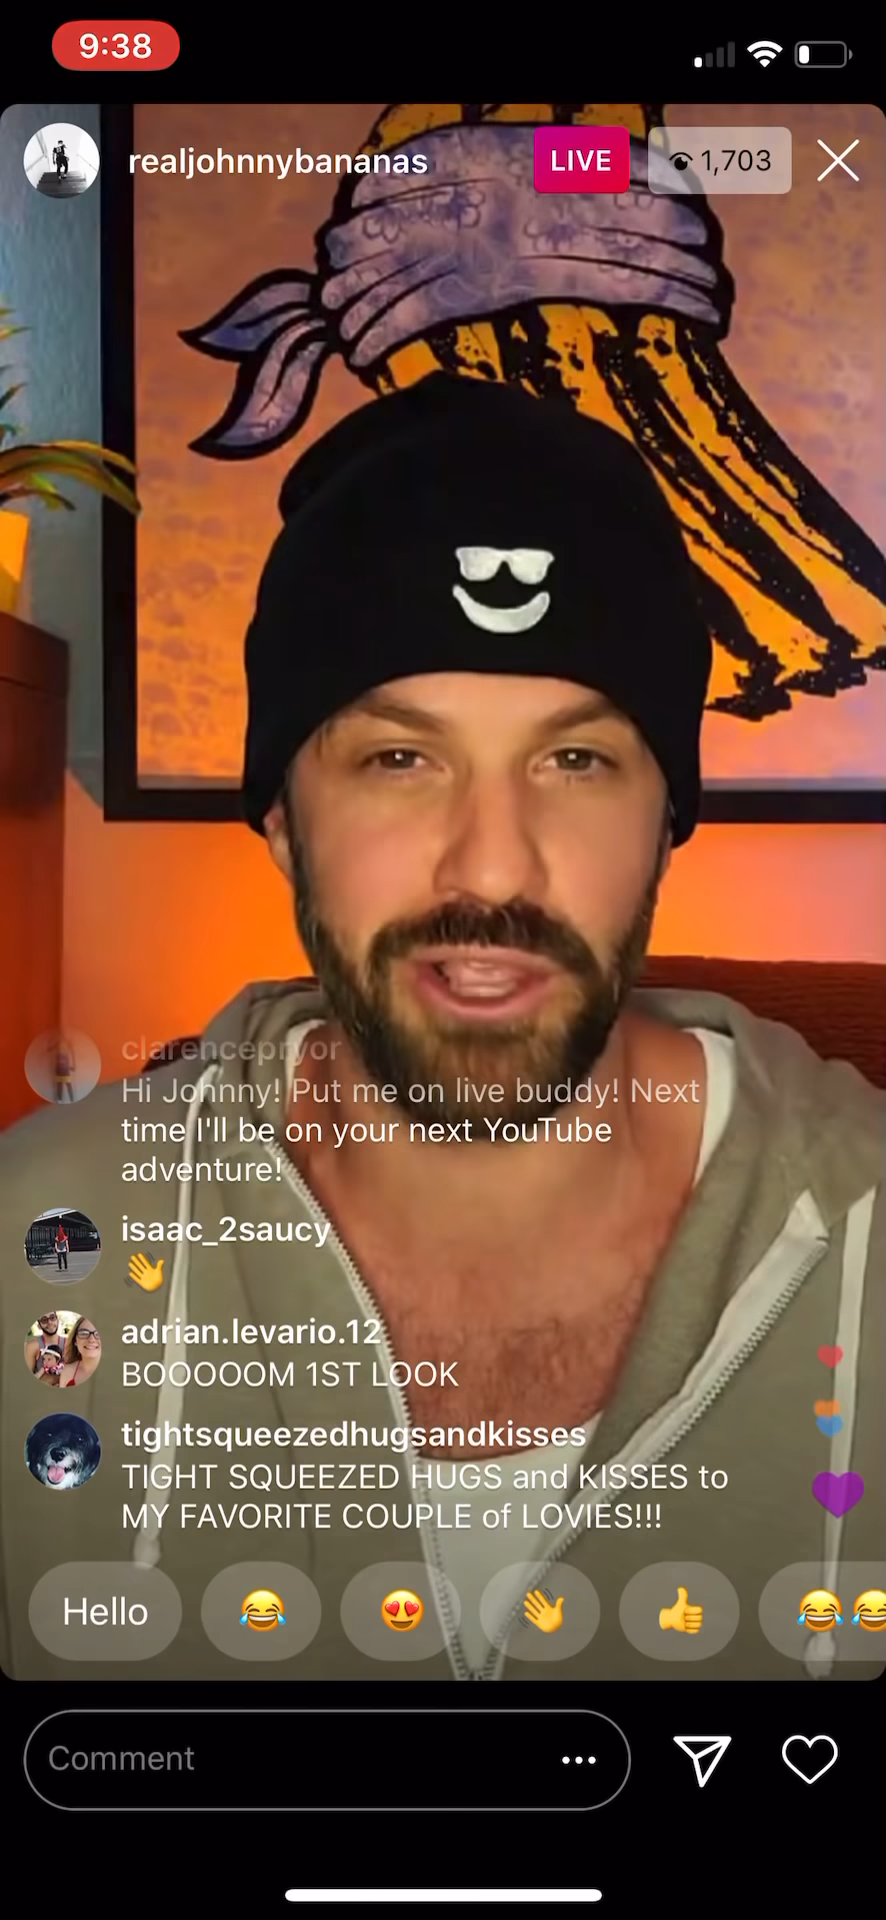 9:38
realjohnnybananas
LIVE
1,703
clarencepryor
Hi Johnny! Put me on live buddy! Next
time I'll be on your next YouTube
adventure!
isaac_2saucy
👋
adrian.levario.12
BOOOOOM 1ST LOOK
tightsqueezedhugsandkisses
TIGHT SQUEEZED HUGS and KISSES to
MY FAVORITE COUPLE of LOVIES!!!
Hello 😂 😍 👋 👍 😂😂
Comment